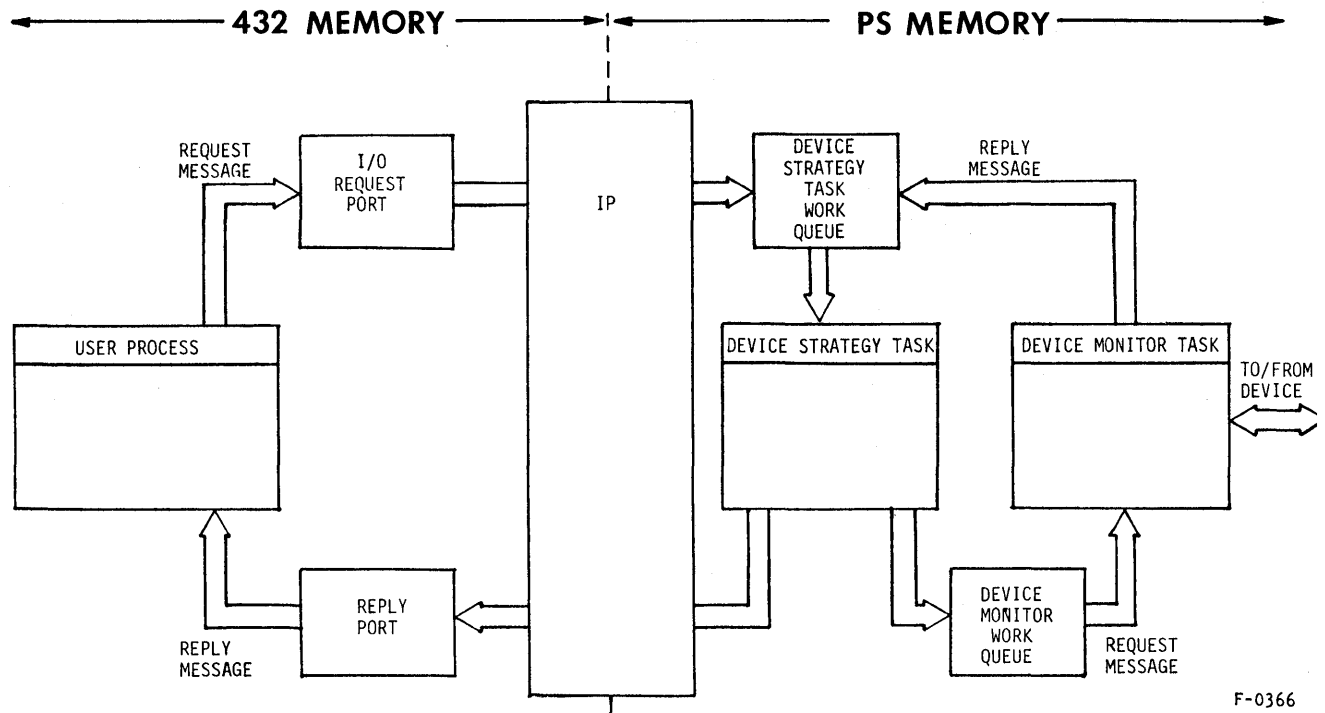 432 MEMORY
PS MEMORY
REQUEST
MESSAGE
I/O
REQUEST
PORT
IP
DEVICE
STRATEGY
TASK
WORK
QUEUE
REPLY
MESSAGE
USER PROCESS
DEVICE STRATEGY TASK
DEVICE MONITOR TASK
TO/FROM
DEVICE
REPLY
MESSAGE
REPLY
PORT
DEVICE
MONITOR
WORK
QUEUE
REQUEST
MESSAGE
F-0366